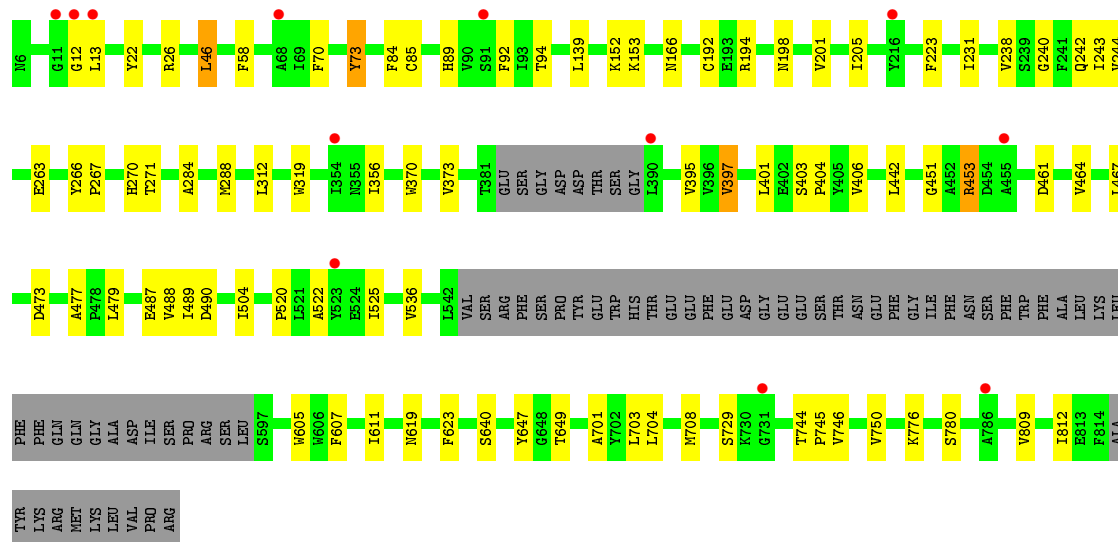 N6 G11 G12 L13 Y22 R26 L46 F58 A68 I69 F70 Y73 F84 C85 H89 V90 S91 F92 I93 T94 L139 K152 K153 N166 C192 E193 R194 N198 V201 I205 Y216 F223 I231 V238 S239 G240 F241 Q242 I243
E263 Y266 P267 H270 T271 A284 M288 L312 W319 I354 N355 I356 W370 V373 T381 GLU SER GLY ASP ASP THR SER GLY L390 V395 V396 V397 L401 E402 S403 P404 Y405 V406 L442 G451 A452 R453 D454 A455 D461 V464 L467
D473 A477 P478 L479 E487 V488 I489 D490 I504 P520 L521 A522 Y523 E524 I525 V536 L542 VAL SER ARG PHE SER PRO TYR GLU TRP HIS THR GLU GLU PHE GLU ASP GLY GLU GLU SER THR ASN GLU PHE GLY ILE PHE ASN SER PHE TRP PHE ALA LEU LYS LEU
PHE PHE GLN GLN GLY ALA ASP ILE SER PRO ARG SER LEU S597 W605 W606 F607 I611 N619 F623 S640 Y647 G648 T649 A701 Y702 L703 L704 M708 S729 K730 G731 T744 P745 V746 V750 K776 S780 A786 V809 I812 E813 F814 ALA
TYR LYS ARG MET LYS LEU VAL PRO ARG